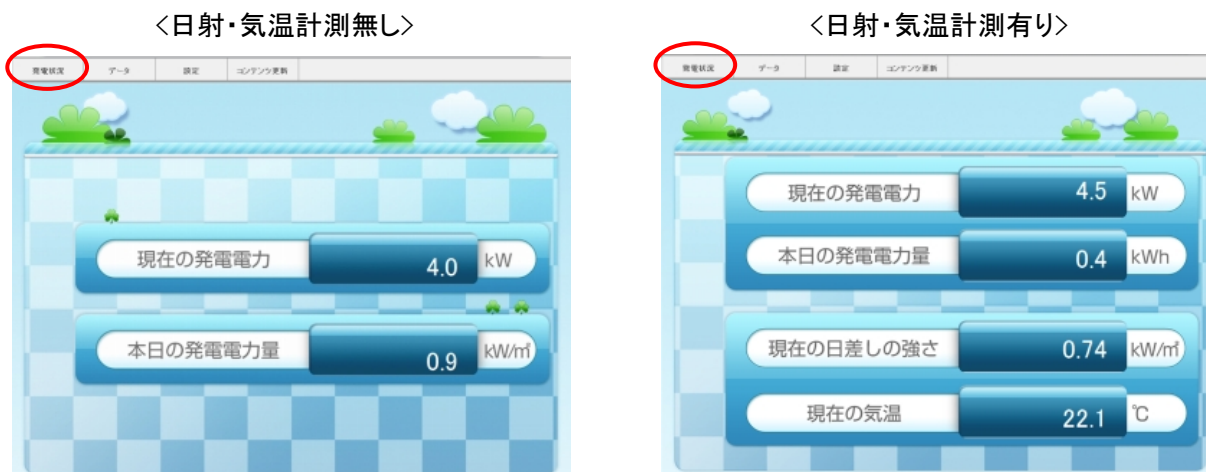 <日射・気温計測無し>
発電状況 データ 設定 コンテンツ更新
現在の発電電力 4.0 kW
本日の発電電力量 0.9 kW/㎡
<日射・気温計測有り>
発電状況 データ 設定 コンテンツ更新
現在の発電電力 4.5 kW
本日の発電電力量 0.4 kWh
現在の日差しの強さ 0.74 kW/㎡
現在の気温 22.1 ℃